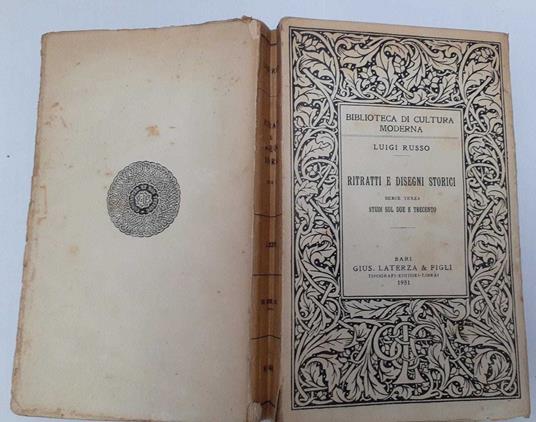 BIBLIOTECA DI CULTURA
MODERNA
LUIGI RUSSO
RITRATTI E DISEGNI STORICI
SERIE TERZA
STUDI SUL DUE E TRECENTO
BARI
GIUS. LATERZA & FIGLI
TIPOGRAFI-EDITORI-LIBRAI
1951